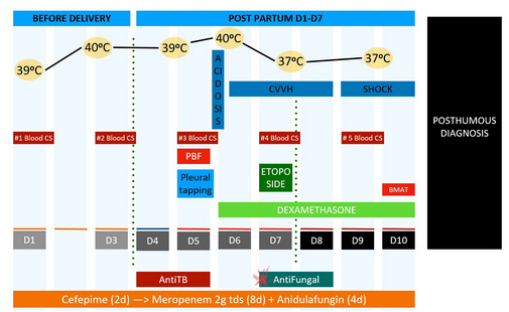 BEFORE DELIVERY
POST PARTUM D1-D7
39ºC
40ºC
39ºC
40ºC
37ºC
37ºC
ACIDOSIS
CVVH
SHOCK
POSTHUMOUS
DIAGNOSIS
#1 Blood CS
#2 Blood CS
#3 Blood CS
#4 Blood CS
#5 Blood CS
PBF
Pleural
tapping
ETOPO
SIDE
BMAT
DEXAMETHASONE
D1
D3
D4
D5
D6
D7
D8
D9
D10
AntiTB
AntiFungal
Cefepime (2d) —> Meropenem 2g tds (8d) + Anidulafungin (4d)